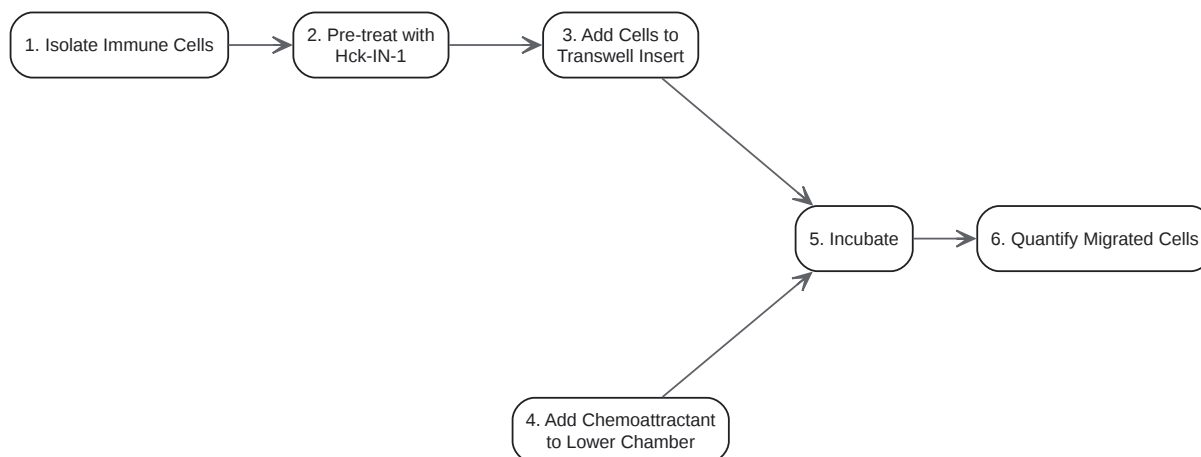 1. Isolate Immune Cells
2. Pre-treat with
Hck-IN-1
3. Add Cells to
Transwell Insert
4. Add Chemoattractant
to Lower Chamber
5. Incubate
6. Quantify Migrated Cells